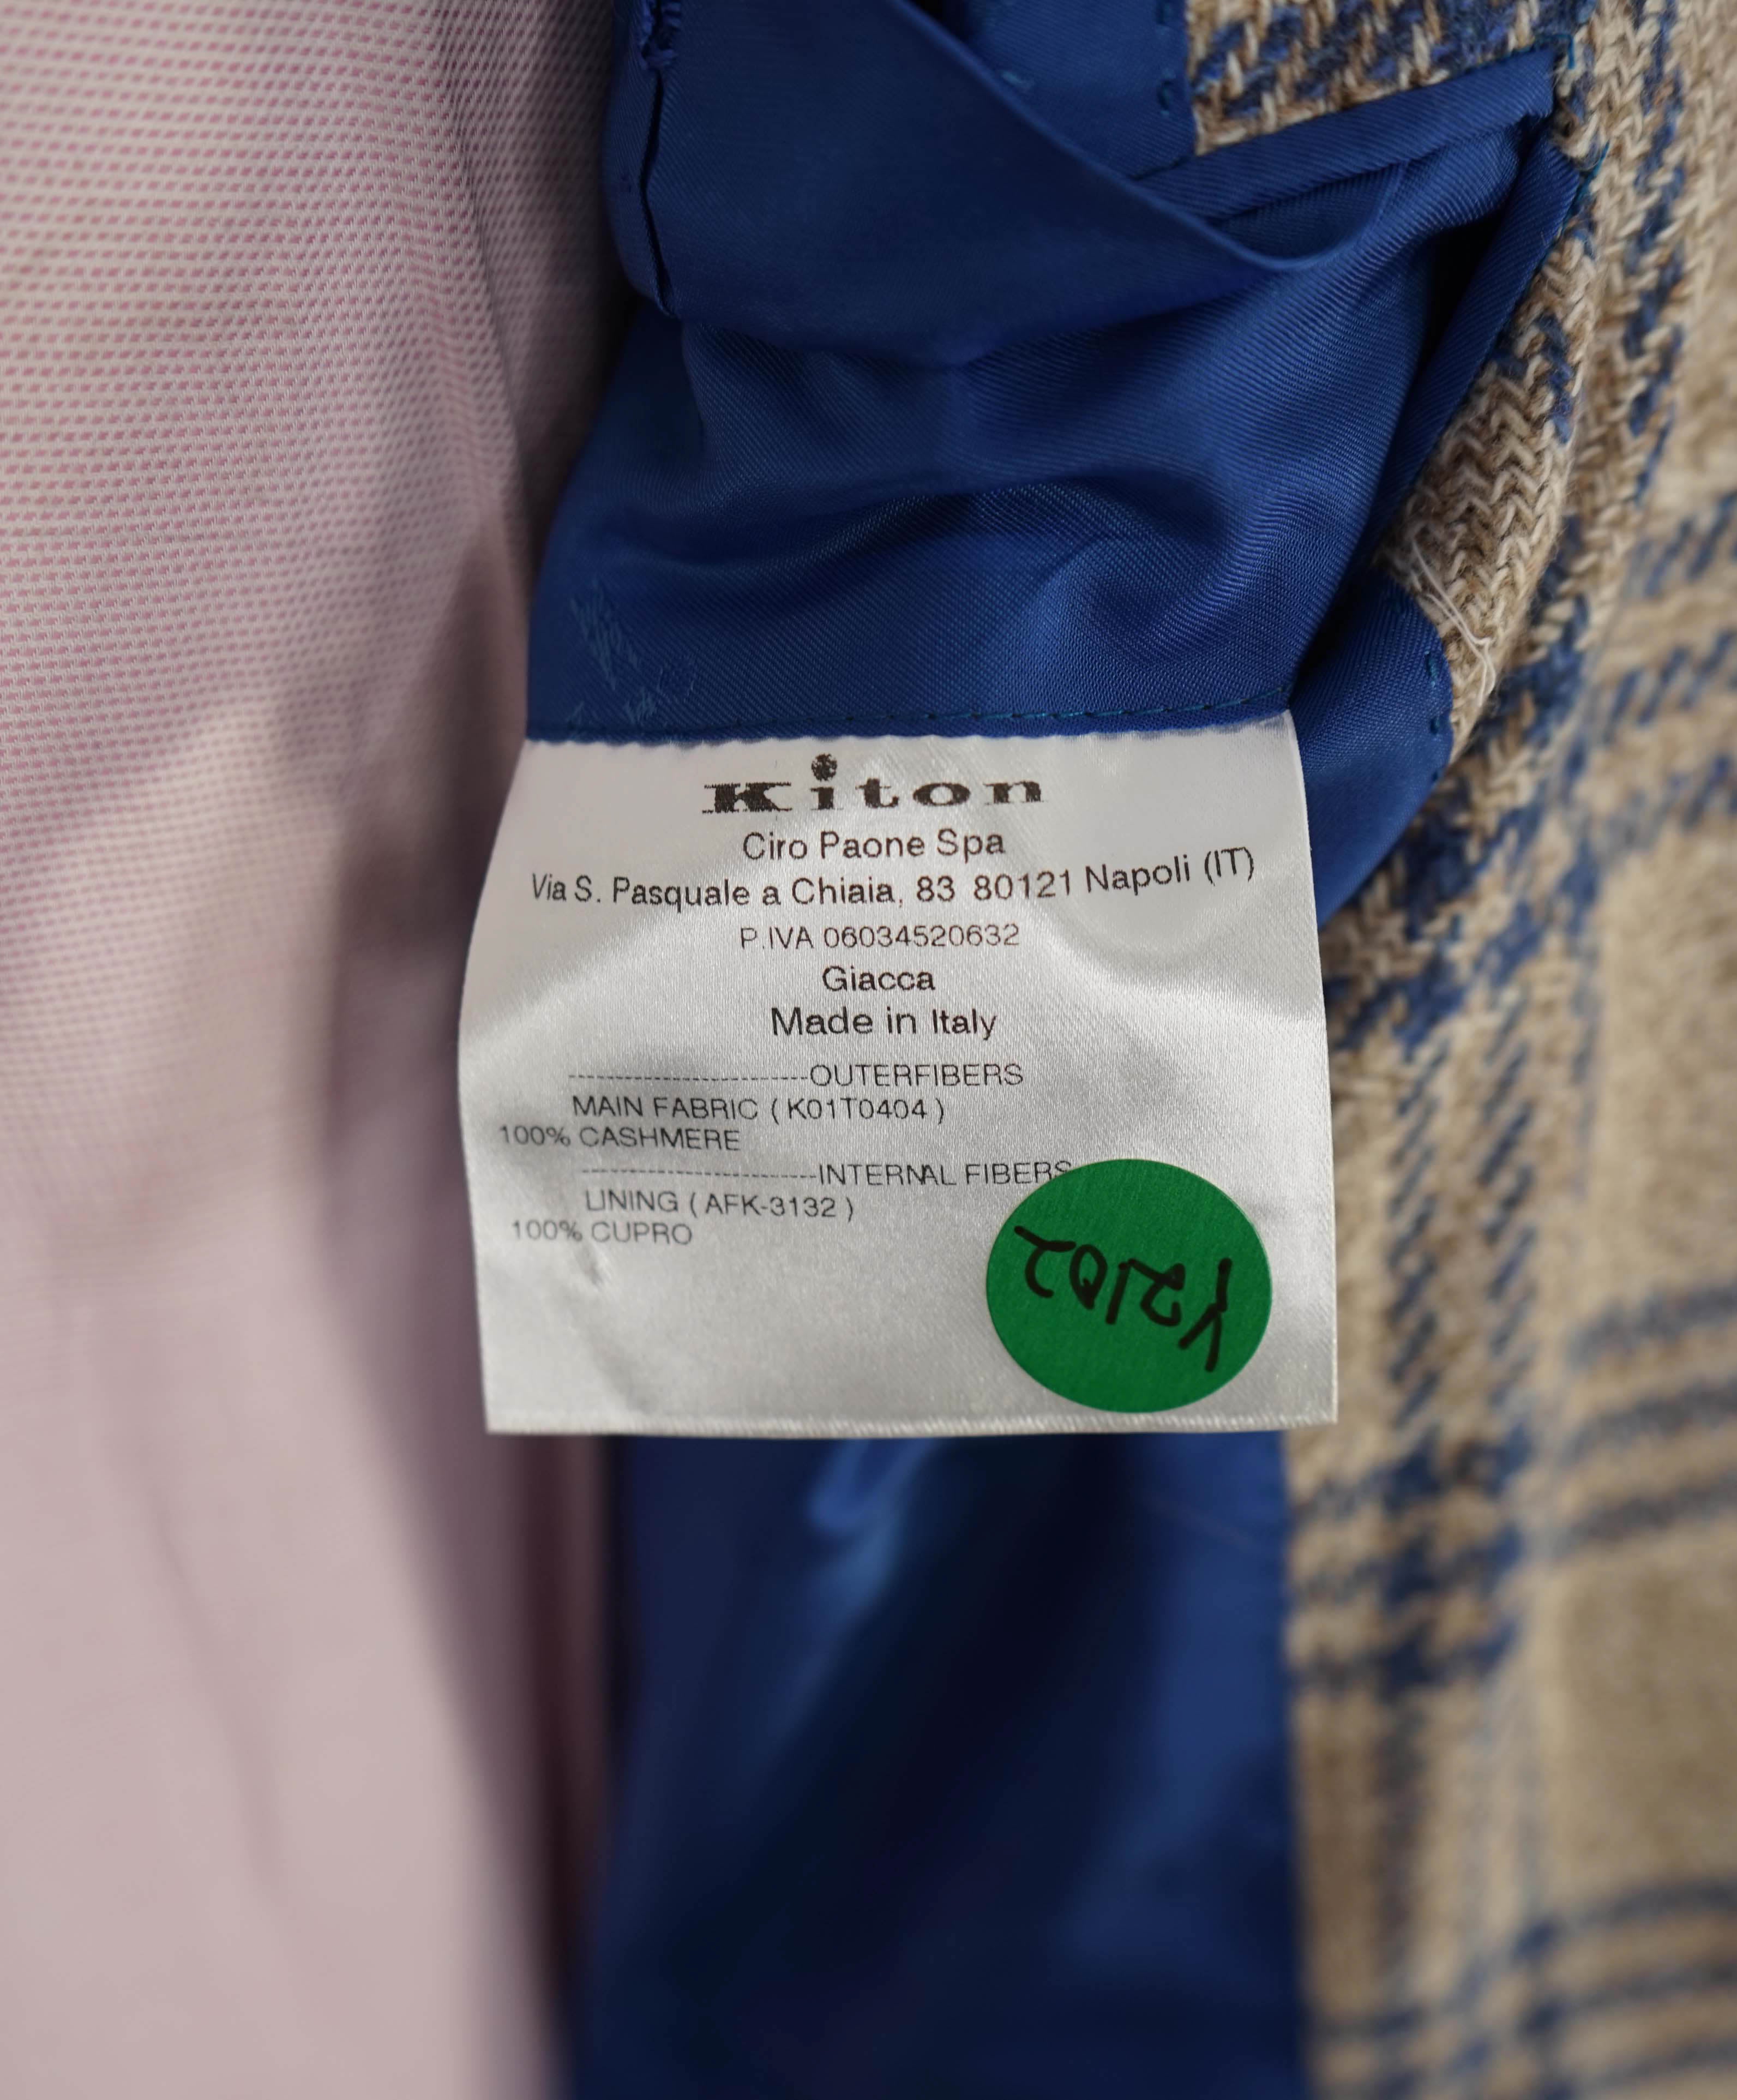 Kiton
Ciro Paone Spa
Via S. Pasquale a Chiaia, 83 80121 Napoli (IT)
P.IVA 06034520632
Giacca
Made in Italy
--------------------------OUTERFIBERS
MAIN FABRIC ( K01T0404 )
100% CASHMERE
--------------------------INTERNAL FIBERS
LINING ( AFK-3132 )
100% CUPRO
Y2102